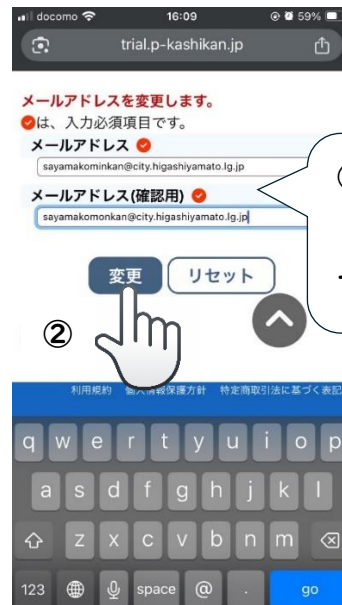 docomo 16:09 59%
trial.p-kashikan.jp
メールアドレスを変更します。
は、入力必須項目です。
メールアドレス
sayamakominkan@city.higashiyamato.lg.jp
メールアドレス(確認用)
sayamakomonkan@city.higashiyamato.lg.jp
変更 リセット
②
利用規約 個人情報保護方針 特定商取引法に基づく表記
q w e r t y u i o p
a s d f g h j k l
z x c v b n m
123 space @ . go